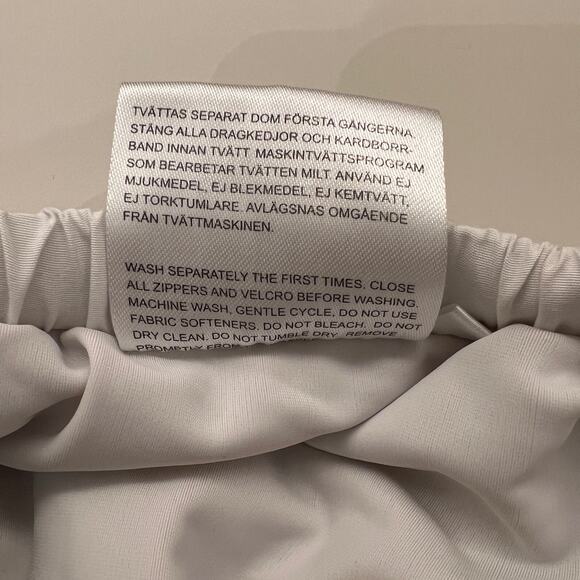 TVÄTTAS SEPARAT DOM FÖRSTA GÅNGERNA.
STÄNG ALLA DRAGKEDJOR OCH KARDBORR-
BAND INNAN TVÄTT MASKINTVÄTTSPROGRAM
SOM BEARBETAR TVÄTTEN MILT. ANVÄND EJ
MJUKMEDEL, EJ BLEKMEDEL, EJ KEMTVÄTT,
EJ TORKTUMLARE. AVLÄGSNAS OMGÅENDE
FRÅN TVÄTTMASKINEN.
WASH SEPARATELY THE FIRST TIMES. CLOSE
ALL ZIPPERS AND VELCRO BEFORE WASHING.
MACHINE WASH, GENTLE CYCLE, DO NOT USE
FABRIC SOFTENERS. DO NOT BLEACH. DO NOT
DRY CLEAN. DO NOT TUMBLE DRY. REMOVE
PROMPTLY FROM